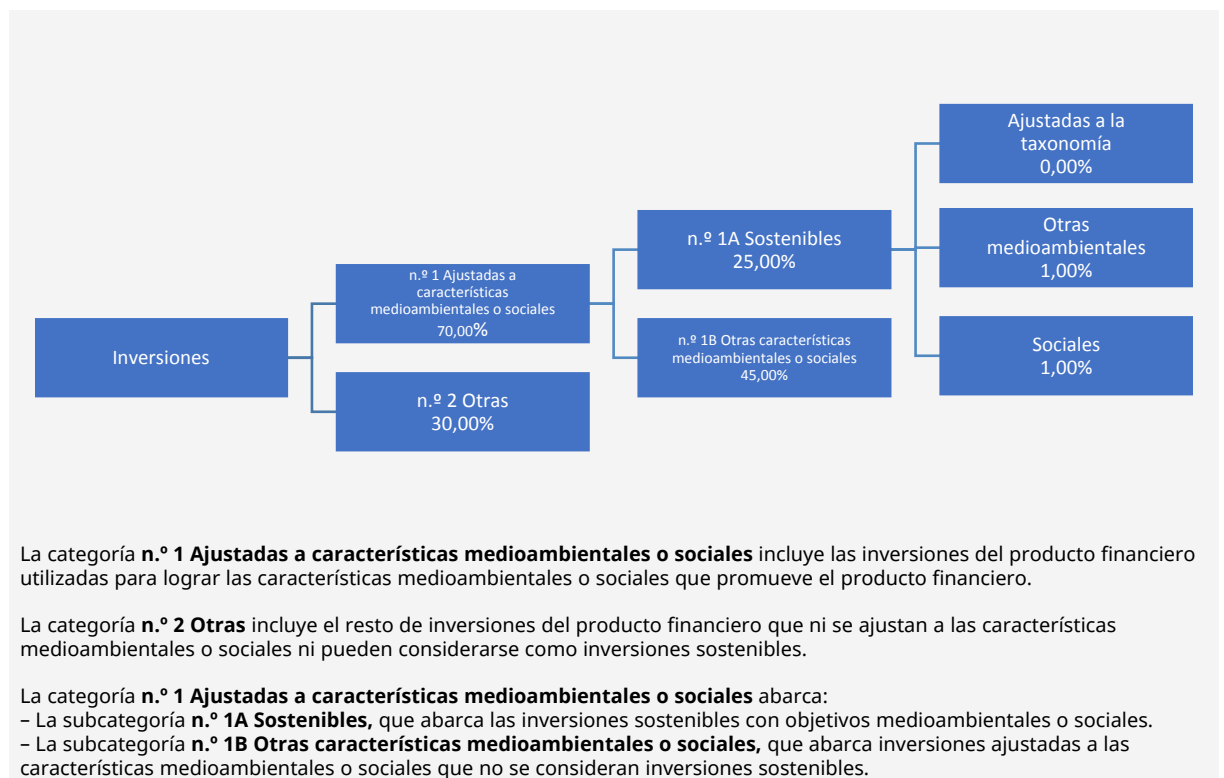 Inversiones
n.º 1 Ajustadas a
características
medioambientales o sociales
70,00%
n.º 2 Otras
30,00%
n.º 1A Sostenibles
25,00%
n.º 1B Otras características
medioambientales o sociales
45,00%
Ajustadas a la
taxonomía
0,00%
Otras
medioambientales
1,00%
Sociales
1,00%
La categoría n.º 1 Ajustadas a características medioambientales o sociales incluye las inversiones del producto financiero
utilizadas para lograr las características medioambientales o sociales que promueve el producto financiero.
La categoría n.º 2 Otras incluye el resto de inversiones del producto financiero que ni se ajustan a las características
medioambientales o sociales ni pueden considerarse como inversiones sostenibles.
La categoría n.º 1 Ajustadas a características medioambientales o sociales abarca:
– La subcategoría n.º 1A Sostenibles, que abarca las inversiones sostenibles con objetivos medioambientales o sociales.
– La subcategoría n.º 1B Otras características medioambientales o sociales, que abarca inversiones ajustadas a las
características medioambientales o sociales que no se consideran inversiones sostenibles.